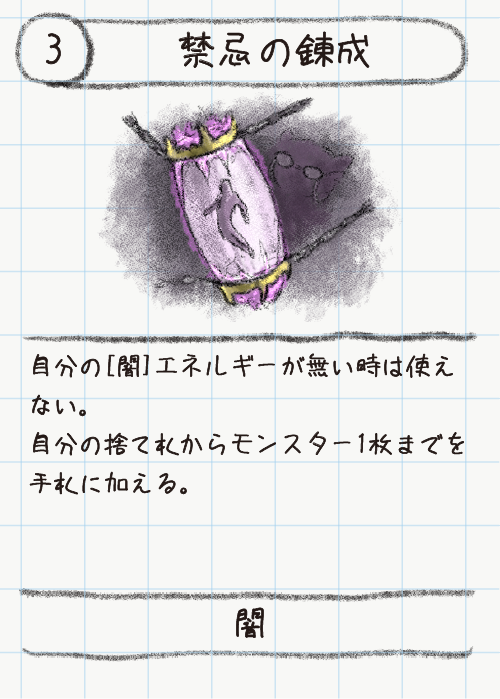 3
禁忌の錬成
自分の[闇]エネルギーが無い時は使え
ない。
自分の捨て札からモンスター1枚までを
手札に加える。
闇